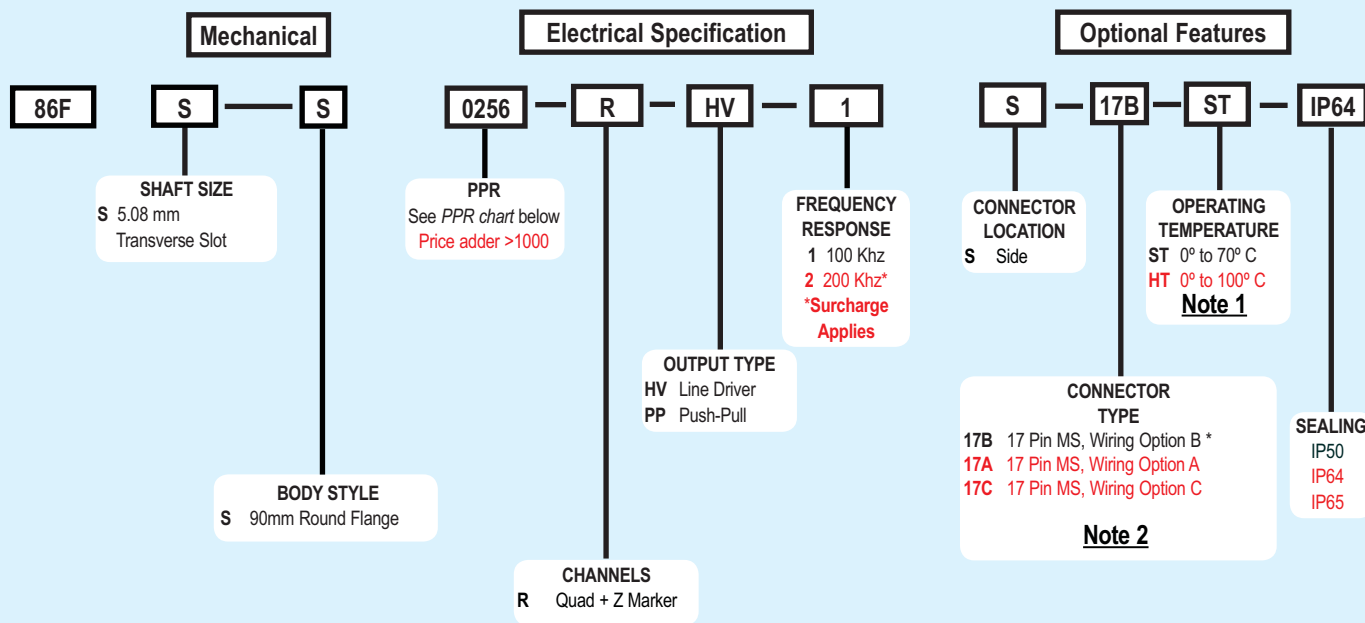 Mechanical
Electrical Specification
Optional Features
86F S S 0256 R HV 1 S 17B ST IP64
SHAFT SIZE
S 5.08 mm
Transverse Slot
PPR
See PPR chart below
Price adder >1000
FREQUENCY
RESPONSE
1 100 Khz
2 200 Khz*
*Surcharge
Applies
CONNECTOR
LOCATION
S Side
OPERATING
TEMPERATURE
ST 0º to 70º C
HT 0º to 100º C
Note 1
OUTPUT TYPE
HV Line Driver
PP Push-Pull
CONNECTOR
TYPE
17B 17 Pin MS, Wiring Option B *
17A 17 Pin MS, Wiring Option A
17C 17 Pin MS, Wiring Option C
Note 2
SEALING
IP50
IP64
IP65
BODY STYLE
S 90mm Round Flange
CHANNELS
R Quad + Z Marker